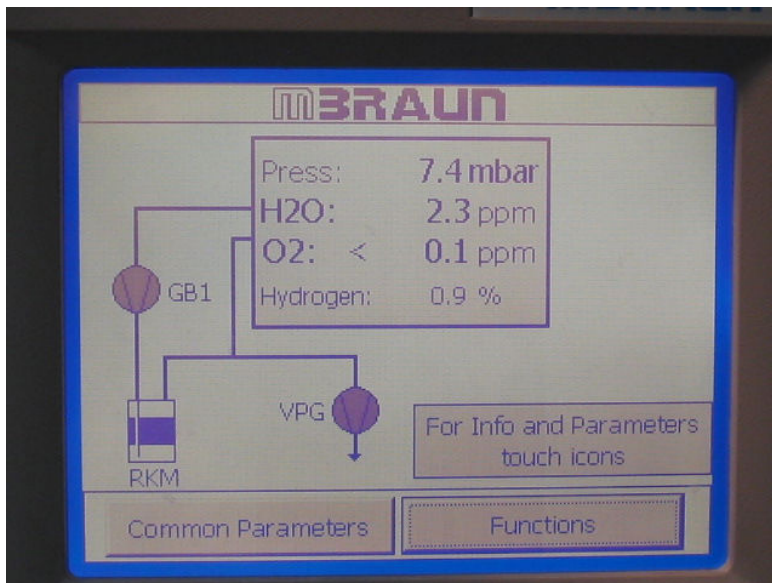 mBRAUN
Press: 7.4 mbar
H2O: 2.3 ppm
O2: < 0.1 ppm
Hydrogen: 0.9 %
GB1
VPG
RKM
For Info and Parameters
touch icons
Common Parameters
Functions